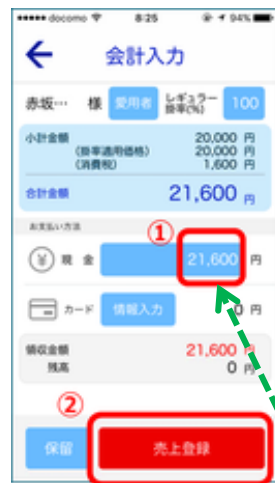 docomo 8:25 94%
会計入力
赤坂… 様 愛用者 レギュラー掛率(%) 100
小計金額 20,000 円
(掛率適用価格) 20,000 円
(消費税) 1,600 円
合計金額 21,600 円
お支払い方法
①
現 金 21,600 円
カード 情報入力 0 円
領収金額 21,600 円
残高 0 円
②
保留 売上登録